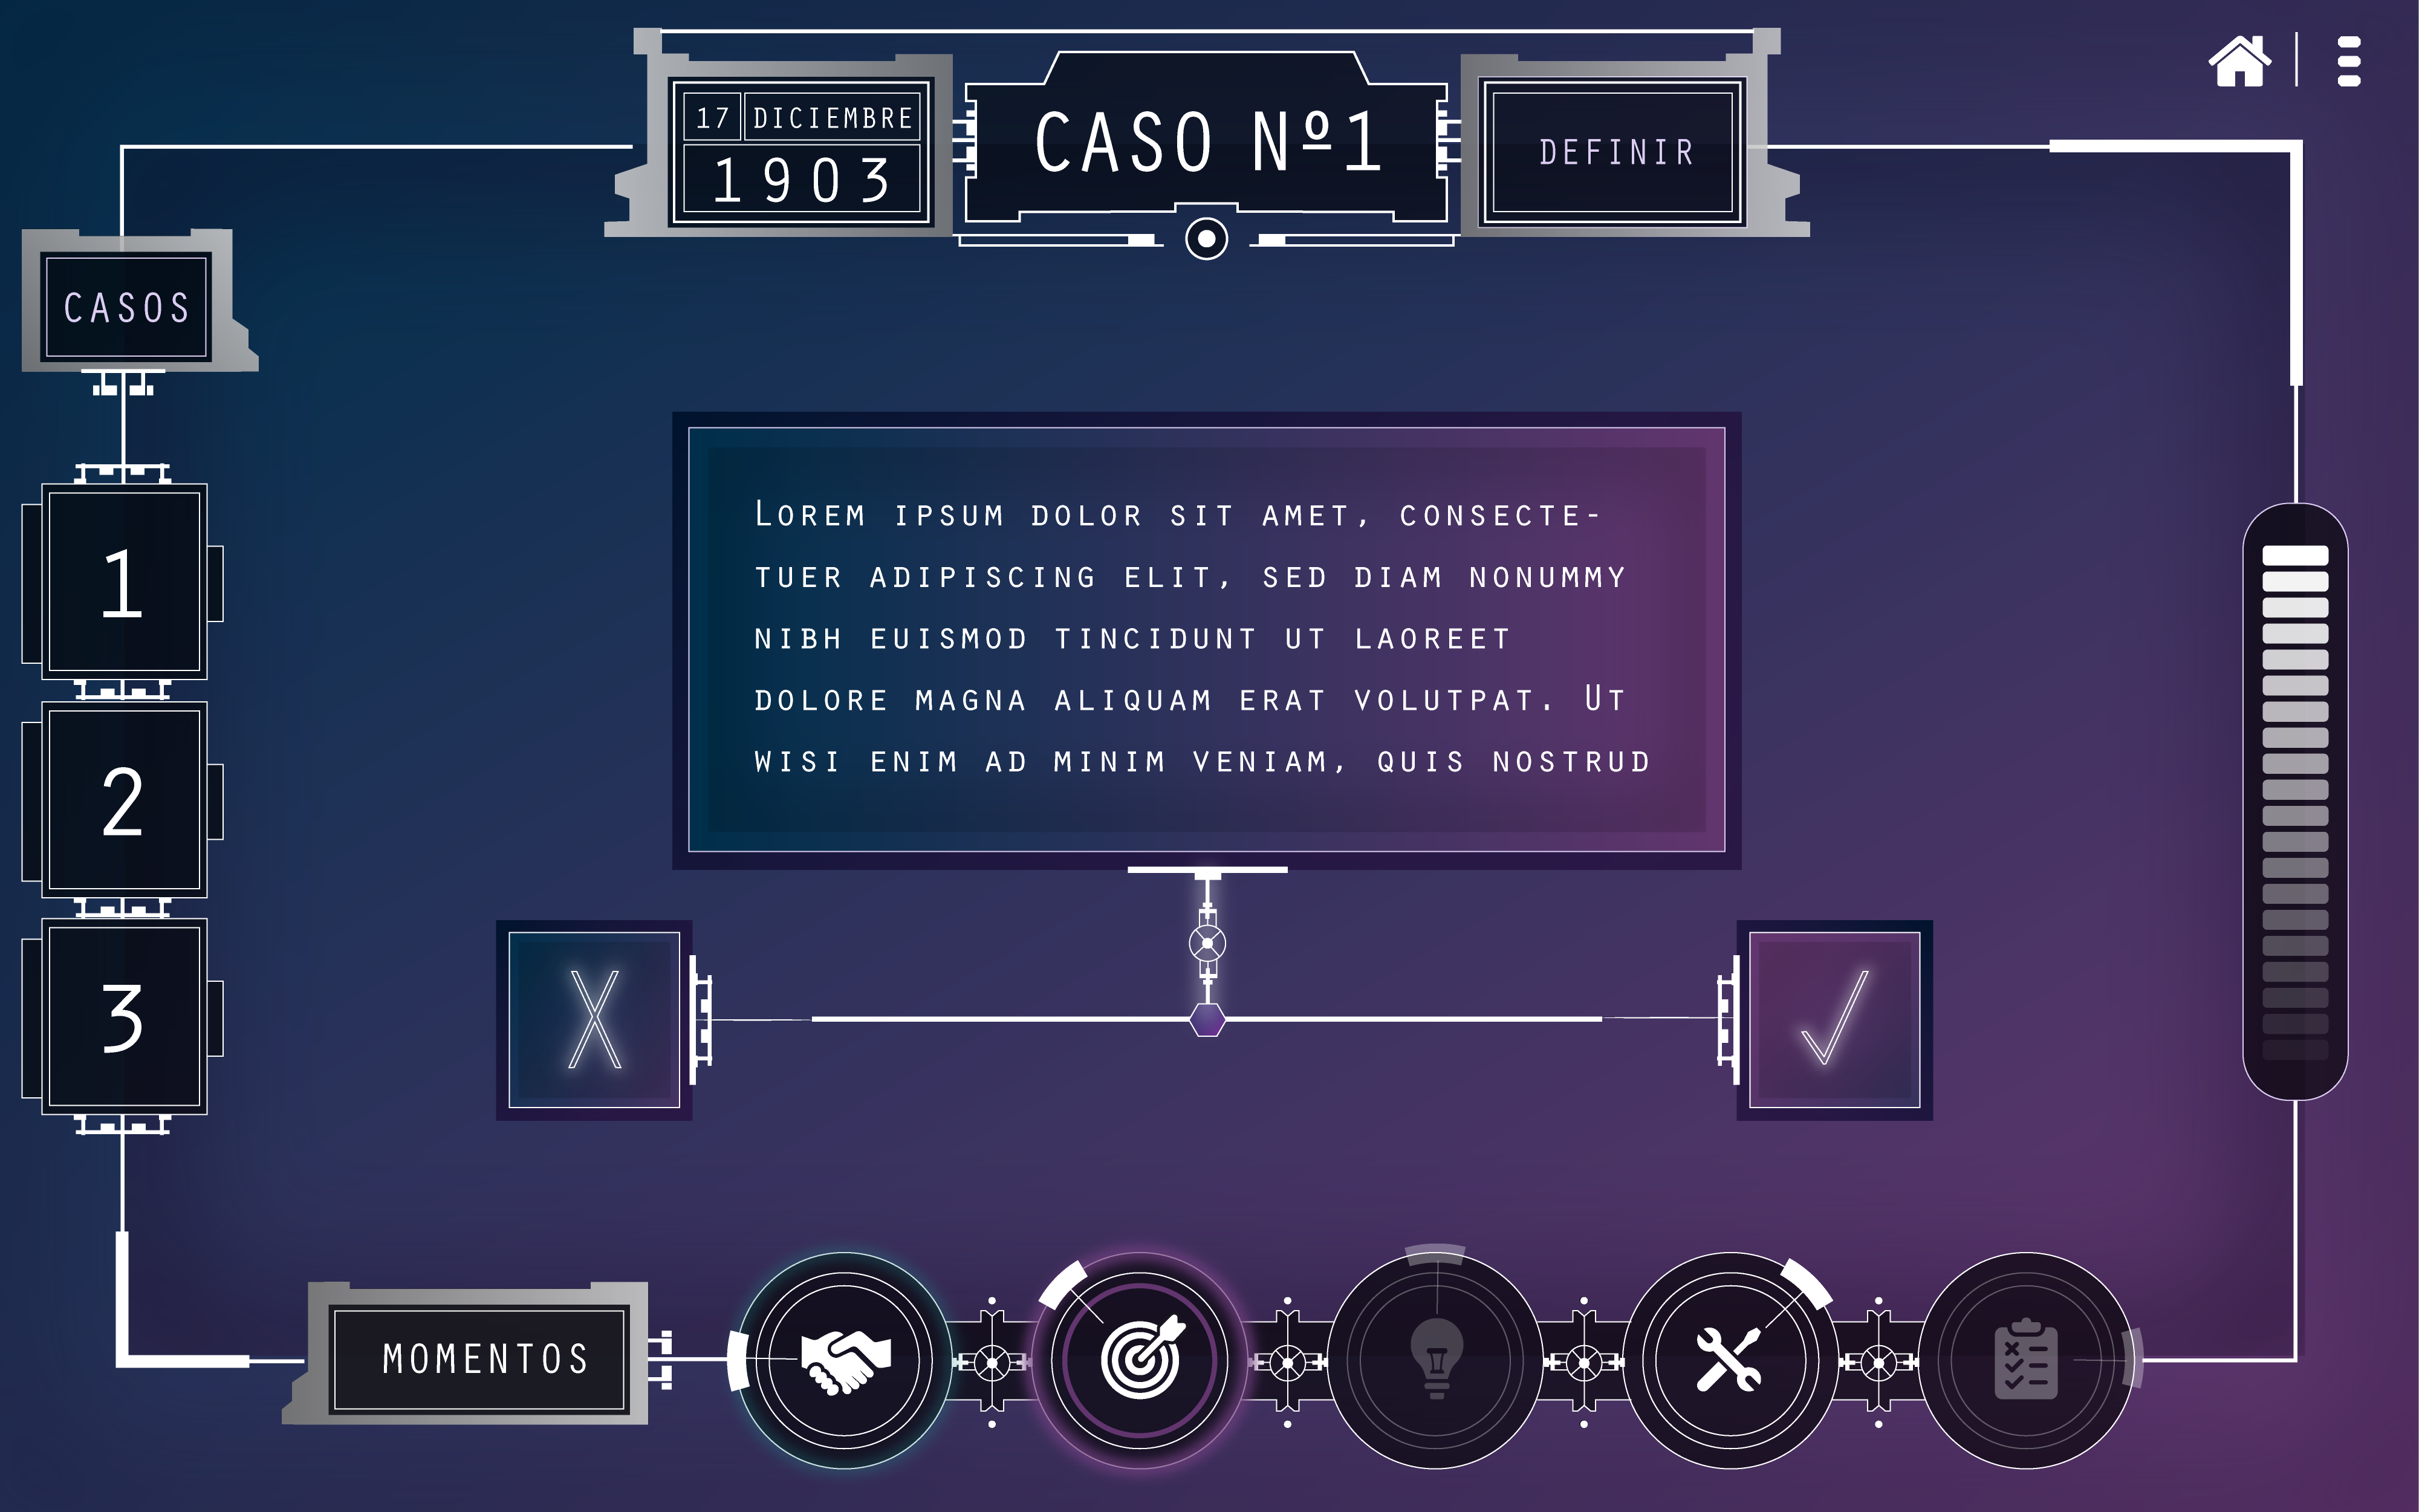 17 DICIEMBRE
1903
CASO Nº1
DEFINIR
CASOS
1
2
3
Lorem ipsum dolor sit amet, consecte-
tuer adipiscing elit, sed diam nonummy
nibh euismod tincidunt ut laoreet
dolore magna aliquam erat volutpat. Ut
wisi enim ad minim veniam, quis nostrud
X
MOMENTOS